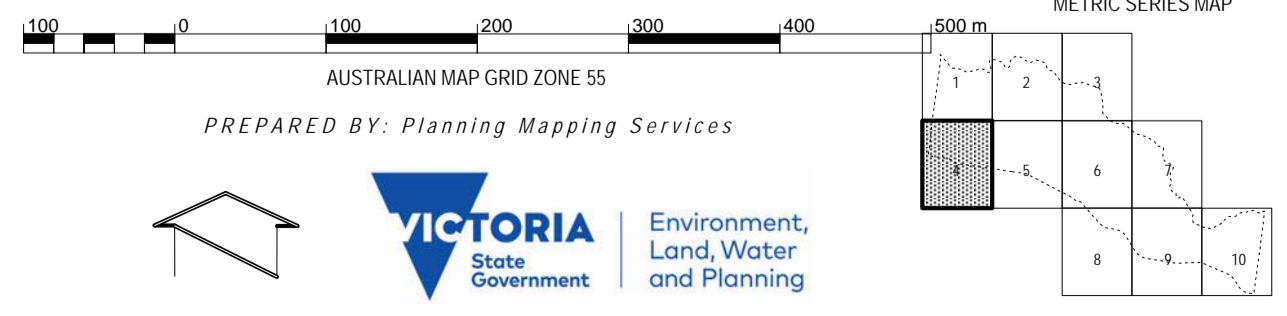 METRIC SERIES MAP
100 0 100 200 300 400 500 m
AUSTRALIAN MAP GRID ZONE 55
PREPARED BY: Planning Mapping Services
1 2 3
4 5 6 7
8 9 10
VICTORIA
State
Government
Environment,
Land, Water
and Planning